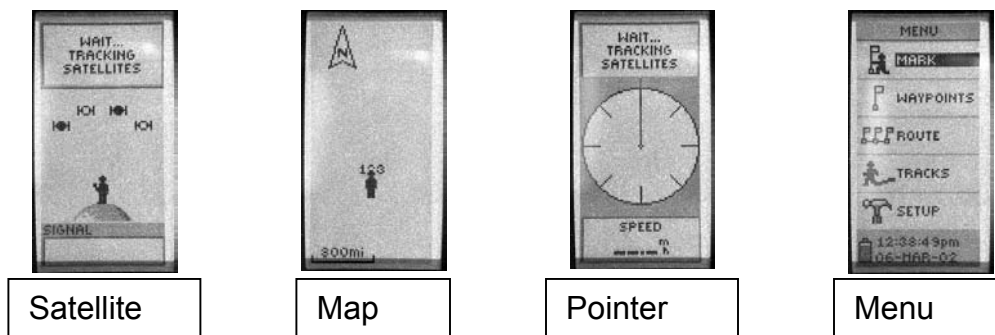 WAIT...
TRACKING
SATELLITES
SIGNAL
Satellite
N
123
800mi
Map
WAIT...
TRACKING
SATELLITES
SPEED
m
h
Pointer
MENU
MARK
WAYPOINTS
ROUTE
TRACKS
SETUP
12:38:49pm
06-MAR-02
Menu